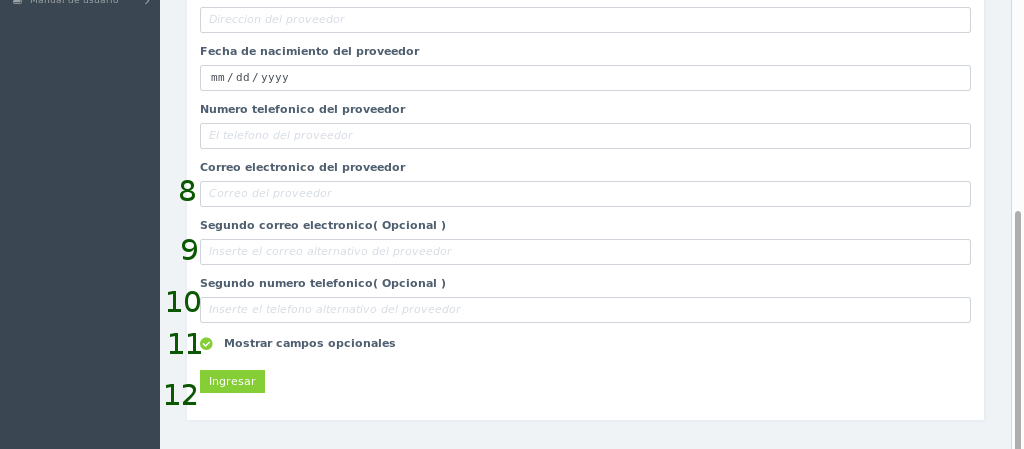 Manual de usuario
Direccion del proveedor
Fecha de nacimiento del proveedor
mm/dd/yyyy
Numero telefonico del proveedor
El telefono del proveedor
Correo electronico del proveedor
8 Correo del proveedor
Segundo correo electronico( Opcional )
9 Inserte el correo alternativo del proveedor
Segundo numero telefonico( Opcional )
10 Inserte el telefono alternativo del proveedor
11 Mostrar campos opcionales
12 Ingresar